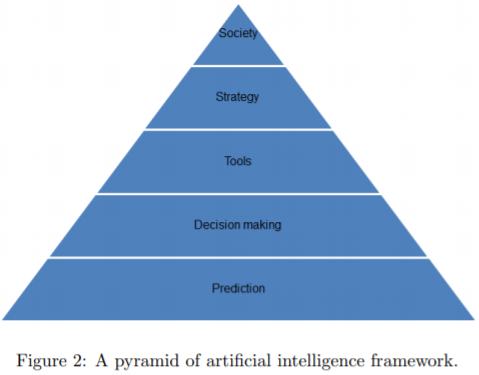 Society
Strategy
Tools
Decision making
Prediction
Figure 2: A pyramid of artificial intelligence framework.